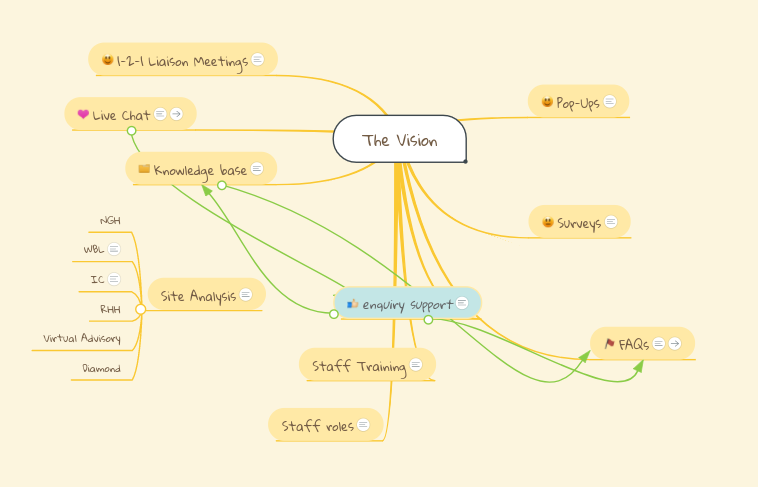 1-2-1 Liaison Meetings
Live Chat
Knowledge base
The Vision
Pop-Ups
Surveys
NGH
WBL
IC
RHH
Virtual Advisory
Diamond
Site Analysis
enquiry support
FAQs
Staff Training
Staff roles